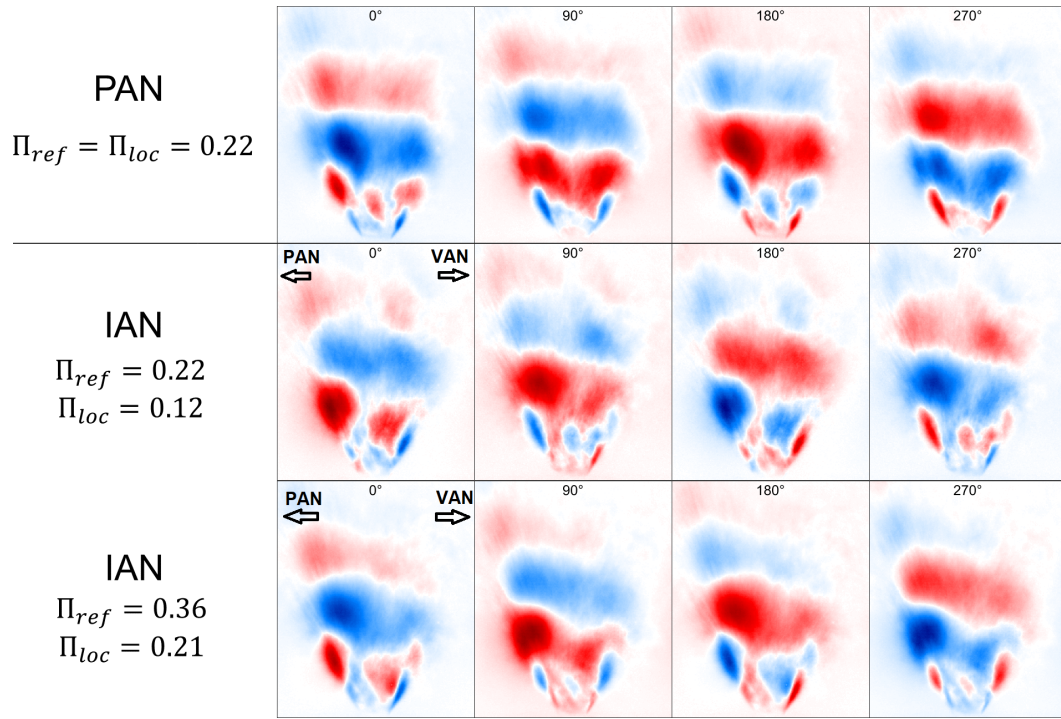 0° 90° 180° 270°
PAN
Π_ref = Π_loc = 0.22
0° 90° 180° 270°
PAN VAN
IAN
Π_ref = 0.22
Π_loc = 0.12
0° 90° 180° 270°
PAN VAN
IAN
Π_ref = 0.36
Π_loc = 0.21